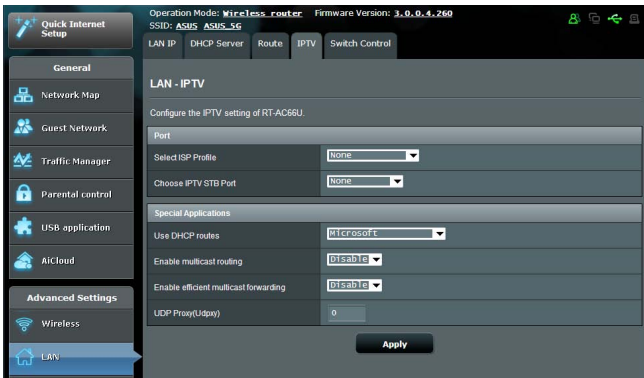 Quick Internet Setup
Operation Mode: Wireless router Firmware Version: 3.0.0.4.260
SSID: ASUS ASUS_5G
LAN IP DHCP Server Route IPTV Switch Control
General
Network Map
Guest Network
Traffic Manager
Parental control
USB application
AiCloud
Advanced Settings
Wireless
LAN
LAN - IPTV
Configure the IPTV setting of RT-AC66U.
Port
Select ISP Profile None
Choose IPTV STB Port None
Special Applications
Use DHCP routes Microsoft
Enable multicast routing Disable
Enable efficient multicast forwarding Disable
UDP Proxy(Udpxy) 0
Apply